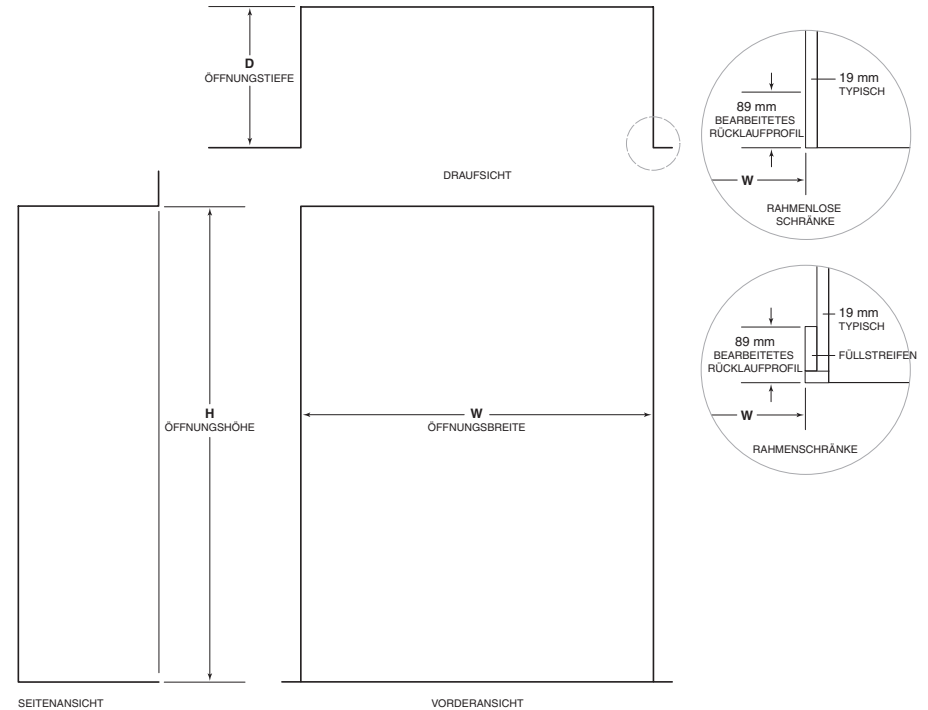 D
ÖFFNUNGSTIEFE
DRAUFSICHT
19 mm
TYPISCH
89 mm
BEARBEITETES
RÜCKLAUFPROFIL
W
RAHMENLOSE
SCHRÄNKE
19 mm
TYPISCH
89 mm
BEARBEITETES
RÜCKLAUFPROFIL
FÜLLSTREIFEN
W
RAHMENSCHRÄNKE
H
ÖFFNUNGSHÖHE
W
ÖFFNUNGSBREITE
SEITENANSICHT
VORDERANSICHT